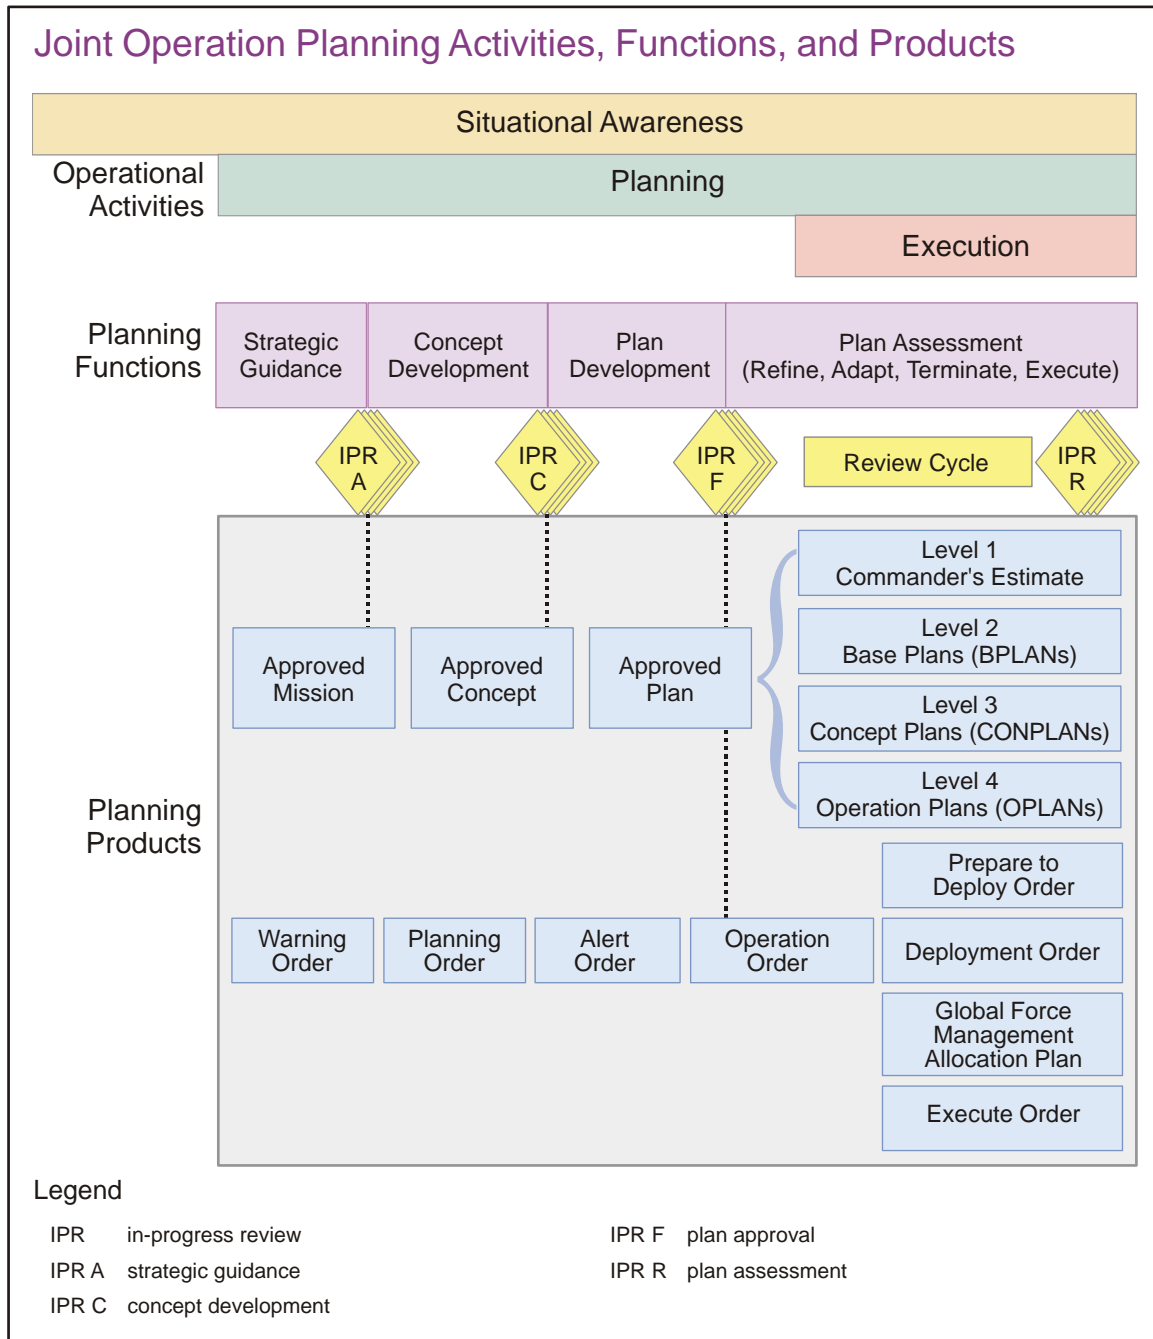 Joint Operation Planning Activities, Functions, and Products
Situational Awareness
Operational
Activities
Planning
Execution
Planning
Functions
Strategic
Guidance
Concept
Development
Plan
Development
Plan Assessment
(Refine, Adapt, Terminate, Execute)
IPR
A
IPR
C
IPR
F
Review Cycle
IPR
R
Planning
Products
Approved
Mission
Approved
Concept
Approved
Plan
Level 1
Commander's Estimate
Level 2
Base Plans (BPLANs)
Level 3
Concept Plans (CONPLANs)
Level 4
Operation Plans (OPLANs)
Prepare to
Deploy Order
Warning
Order
Planning
Order
Alert
Order
Operation
Order
Deployment Order
Global Force
Management
Allocation Plan
Execute Order
Legend
IPR in-progress review
IPR A strategic guidance
IPR C concept development
IPR F plan approval
IPR R plan assessment